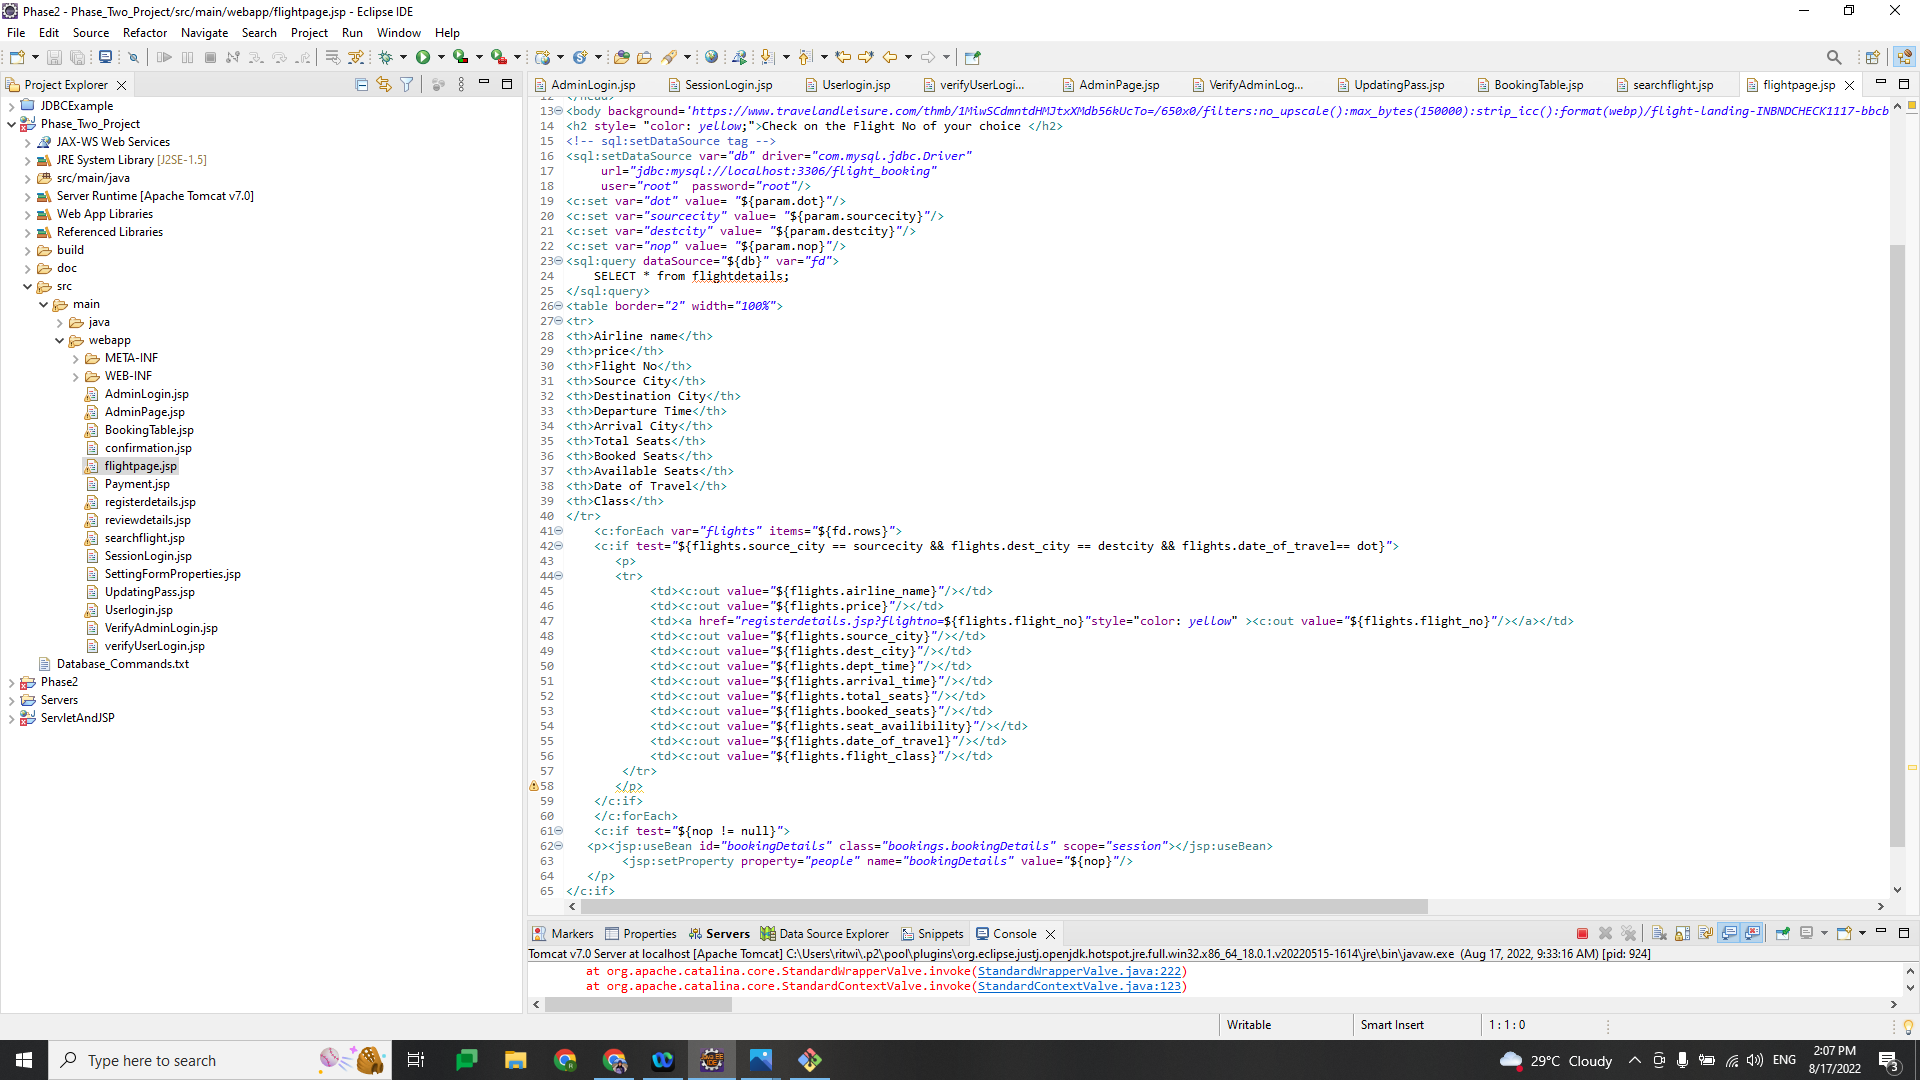 Phase2 - Phase_Two_Project/src/main/webapp/flightpage.jsp - Eclipse IDE
File Edit Source Refactor Navigate Search Project Run Window Help
Project Explorer
JDBCExample
Phase_Two_Project
JAX-WS Web Services
JRE System Library [J2SE-1.5]
src/main/java
Server Runtime [Apache Tomcat v7.0]
Web App Libraries
Referenced Libraries
build
doc
src
main
java
webapp
META-INF
WEB-INF
AdminLogin.jsp
AdminPage.jsp
BookingTable.jsp
confirmation.jsp
flightpage.jsp
Payment.jsp
registerdetails.jsp
reviewdetails.jsp
searchflight.jsp
SessionLogin.jsp
SettingFormProperties.jsp
UpdatingPass.jsp
Userlogin.jsp
VerifyAdminLogin.jsp
verifyUserLogin.jsp
Database_Commands.txt
Phase2
Servers
ServletAndJSP
AdminLogin.jsp SessionLogin.jsp Userlogin.jsp verifyUserLogi... AdminPage.jsp VerifyAdminLog... UpdatingPass.jsp BookingTable.jsp searchflight.jsp flightpage.jsp
12 </head>
13 <body background='https://www.travelandleisure.com/thmb/1MiwSCdmntdHMJtxXMdb56kUcTo=/650x0/filters:no_upscale():max_bytes(150000):strip_icc():format(webp)/flight-landing-INBNDCHECK1117-bbcb
14 <h2 style= "color: yellow;">Check on the Flight No of your choice </h2>
15 <!-- sql:setDataSource tag -->
16 <sql:setDataSource var="db" driver="com.mysql.jdbc.Driver"
17 url="jdbc:mysql://localhost:3306/flight_booking"
18 user="root" password="root"/>
19 <c:set var="dot" value= "${param.dot}"/>
20 <c:set var="sourcecity" value= "${param.sourcecity}"/>
21 <c:set var="destcity" value= "${param.destcity}"/>
22 <c:set var="nop" value= "${param.nop}"/>
23 <sql:query dataSource="${db}" var="fd">
24 SELECT * from flightdetails;
25 </sql:query>
26 <table border="2" width="100%">
27 <tr>
28 <th>Airline name</th>
29 <th>price</th>
30 <th>Flight No</th>
31 <th>Source City</th>
32 <th>Destination City</th>
33 <th>Departure Time</th>
34 <th>Arrival City</th>
35 <th>Total Seats</th>
36 <th>Booked Seats</th>
37 <th>Available Seats</th>
38 <th>Date of Travel</th>
39 <th>Class</th>
40 </tr>
41 <c:forEach var="flights" items="${fd.rows}">
42 <c:if test="${flights.source_city == sourcecity && flights.dest_city == destcity && flights.date_of_travel== dot}">
43 <p>
44 <tr>
45 <td><c:out value="${flights.airline_name}"/></td>
46 <td><c:out value="${flights.price}"/></td>
47 <td><a href="registerdetails.jsp?flightno=${flights.flight_no}"style="color: yellow" ><c:out value="${flights.flight_no}"/></a></td>
48 <td><c:out value="${flights.source_city}"/></td>
49 <td><c:out value="${flights.dest_city}"/></td>
50 <td><c:out value="${flights.dept_time}"/></td>
51 <td><c:out value="${flights.arrival_time}"/></td>
52 <td><c:out value="${flights.total_seats}"/></td>
53 <td><c:out value="${flights.booked_seats}"/></td>
54 <td><c:out value="${flights.seat_availibility}"/></td>
55 <td><c:out value="${flights.date_of_travel}"/></td>
56 <td><c:out value="${flights.flight_class}"/></td>
57 </tr>
58 </p>
59 </c:if>
60 </c:forEach>
61 <c:if test="${nop != null}">
62 <p><jsp:useBean id="bookingDetails" class="bookings.bookingDetails" scope="session"></jsp:useBean>
63 <jsp:setProperty property="people" name="bookingDetails" value="${nop}"/>
64 </p>
65 </c:if>
Markers Properties Servers Data Source Explorer Snippets Console
Tomcat v7.0 Server at localhost [Apache Tomcat] C:\Users\ritwi\.p2\pool\plugins\org.eclipse.justj.openjdk.hotspot.jre.full.win32.x86_64_18.0.1.v20220515-1614\jre\bin\javaw.exe (Aug 17, 2022, 9:33:16 AM) [pid: 924]
at org.apache.catalina.core.StandardWrapperValve.invoke(StandardWrapperValve.java:222)
at org.apache.catalina.core.StandardContextValve.invoke(StandardContextValve.java:123)
Writable Smart Insert 1 : 1 : 0
Type here to search
29°C Cloudy ENG 2:07 PM
8/17/2022
3